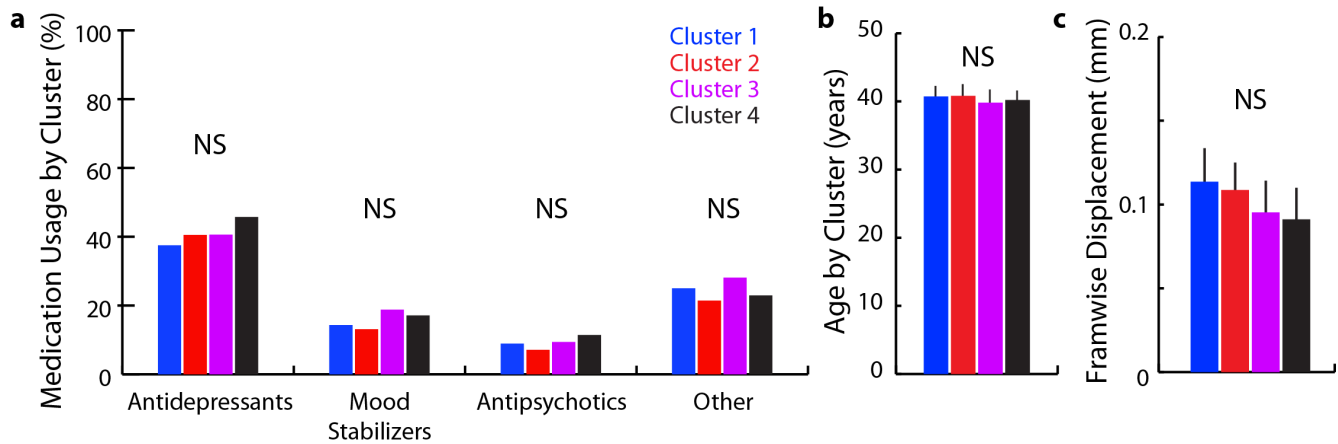 a
Medication Usage by Cluster (%)
100
80
60
40
20
0
NS
NS
NS
NS
Cluster 1
Cluster 2
Cluster 3
Cluster 4
Antidepressants
Mood
Stabilizers
Antipsychotics
Other
b
Age by Cluster (years)
50
40
30
20
10
0
NS
c
Framwise Displacement (mm)
0.2
0.1
0
NS